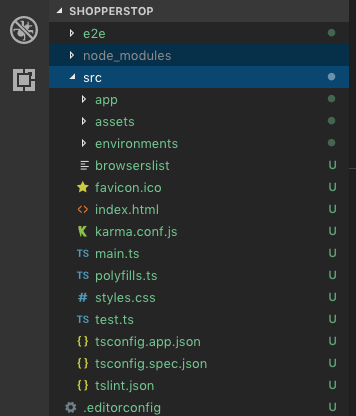 SHOPPERSTOP
e2e
node_modules
src
app
assets
environments
browserslist U
favicon.ico U
index.html U
karma.conf.js U
TS main.ts U
TS polyfills.ts U
# styles.css U
TS test.ts U
{ } tsconfig.app.json U
{ } tsconfig.spec.json U
{ } tslint.json U
.editorconfig U